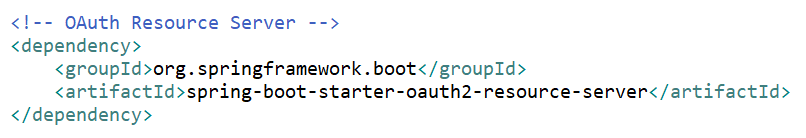 <!-- OAuth Resource Server -->
<dependency>
    <groupId>org.springframework.boot</groupId>
    <artifactId>spring-boot-starter-oauth2-resource-server</artifactId>
</dependency>